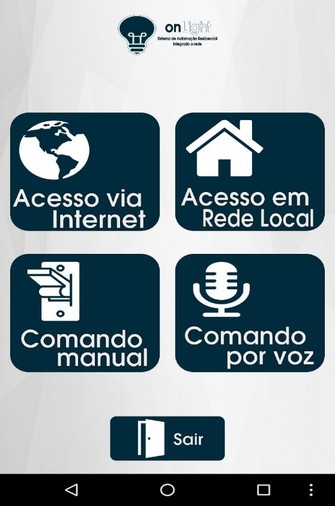 onLight
Sistema de Automação Residencial
Integrado a rede
Acesso via
Internet
Acesso em
Rede Local
Comando
manual
Comando
por voz
Sair